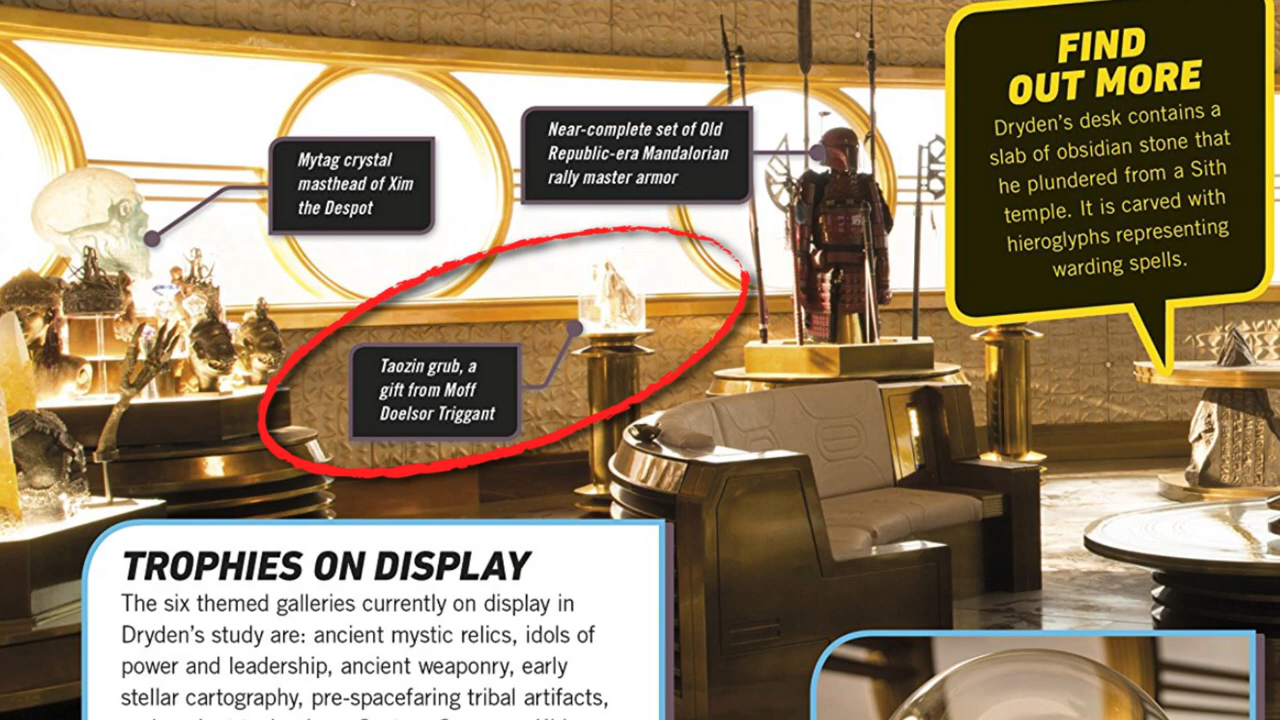 Mytag crystal
masthead of Xim
the Despot
Near-complete set of Old
Republic-era Mandalorian
rally master armor
FIND
OUT MORE
Dryden's desk contains a
slab of obsidian stone that
he plundered from a Sith
temple. It is carved with
hieroglyphs representing
warding spells.
Taozin grub, a
gift from Moff
Doelsor Triggant
TROPHIES ON DISPLAY
The six themed galleries currently on display in
Dryden's study are: ancient mystic relics, idols of
power and leadership, ancient weaponry, early
stellar cartography, pre-spacefaring tribal artifacts,